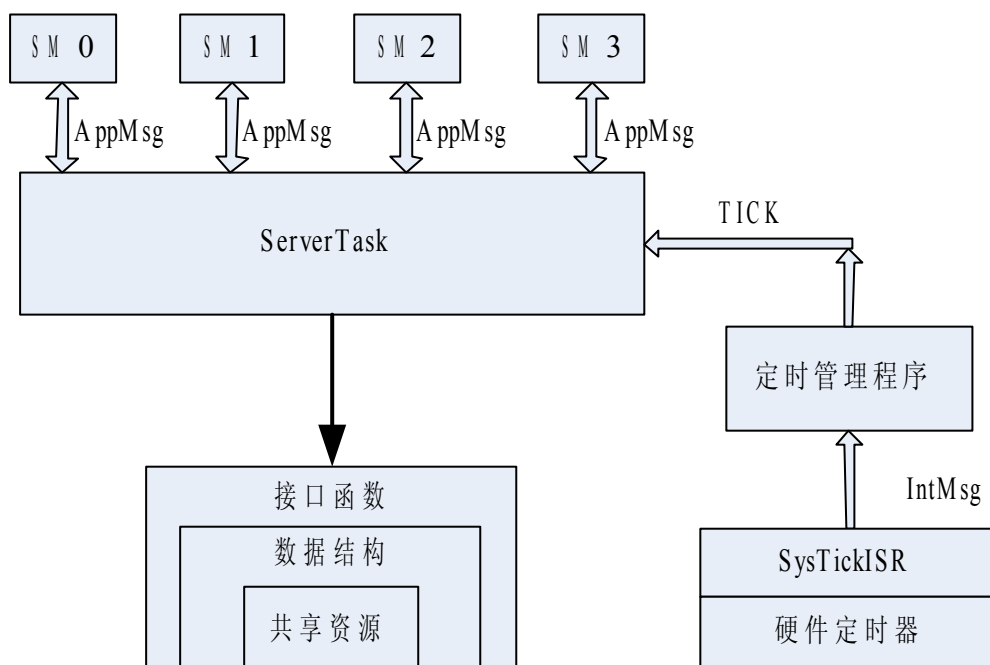 SM 0
SM 1
SM 2
SM 3
AppMsg
AppMsg
AppMsg
AppMsg
ServerTask
TICK
定时管理程序
IntMsg
接口函数
数据结构
共享资源
SysTickISR
硬件定时器